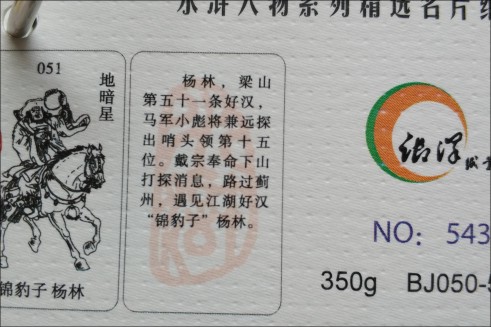 水浒人物系列精选名片
051
地暗星
锦豹子 杨林
杨林，梁山
第五十一条好汉，
马军小彪将兼远探
出哨头领第十五
位。戴宗奉命下山
打探消息，路过蓟
州，遇见江湖好汉
“锦豹子”杨林。
NO：543
350g BJ050-5